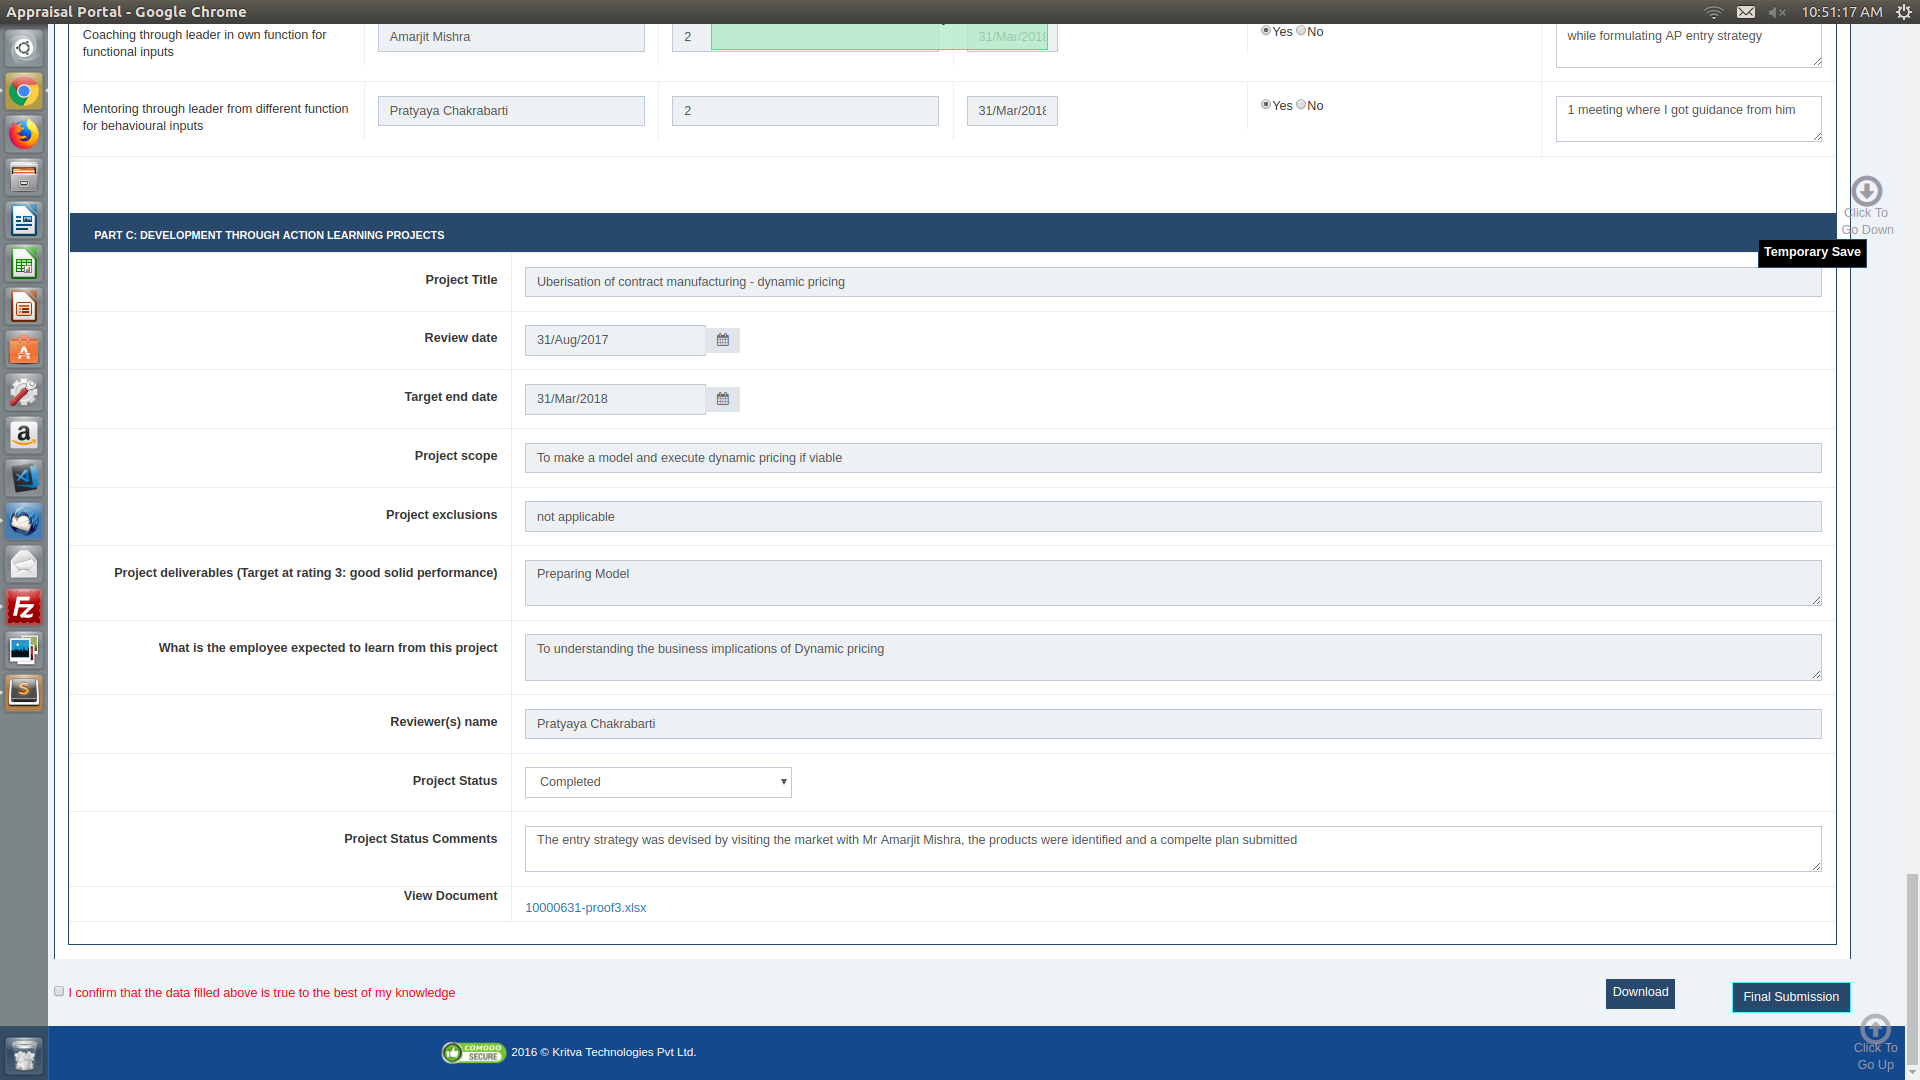 Appraisal Portal - Google Chrome
10:51:17 AM
Coaching through leader in own function for
functional inputs
Amarjit Mishra
2
31/Mar/2018
Yes No
while formulating AP entry strategy
Mentoring through leader from different function
for behavioural inputs
Pratyaya Chakrabarti
2
31/Mar/2018
Yes No
1 meeting where I got guidance from him
Click To
Go Down
Temporary Save
PART C: DEVELOPMENT THROUGH ACTION LEARNING PROJECTS
Project Title
Uberisation of contract manufacturing - dynamic pricing
Review date
31/Aug/2017
Target end date
31/Mar/2018
Project scope
To make a model and execute dynamic pricing if viable
Project exclusions
not applicable
Project deliverables (Target at rating 3: good solid performance)
Preparing Model
What is the employee expected to learn from this project
To understanding the business implications of Dynamic pricing
Reviewer(s) name
Pratyaya Chakrabarti
Project Status
Completed
Project Status Comments
The entry strategy was devised by visiting the market with Mr Amarjit Mishra, the products were identified and a compelte plan submitted
View Document
10000631-proof3.xlsx
I confirm that the data filled above is true to the best of my knowledge
Download
Final Submission
COMODO
SECURE
2016 © Kritva Technologies Pvt Ltd.
Click To
Go Up